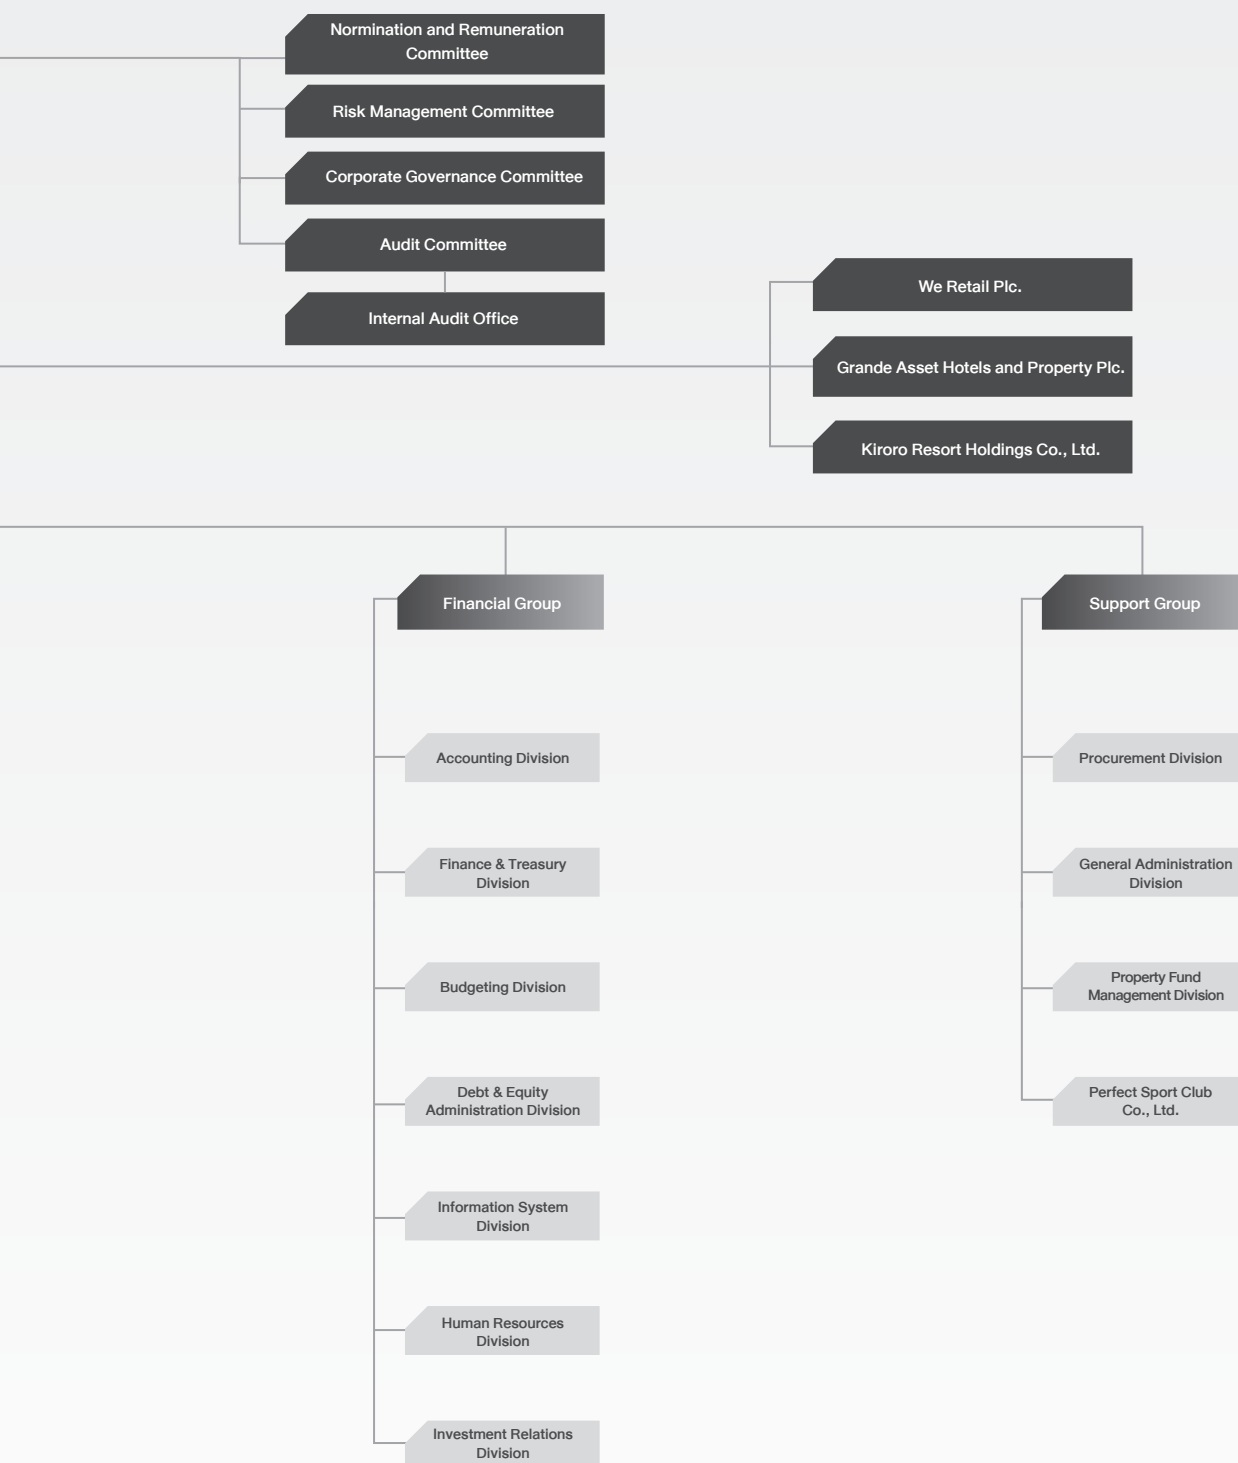 Normination and Remuneration
Committee
Risk Management Committee
Corporate Governance Committee
Audit Committee
Internal Audit Office
We Retail Plc.
Grande Asset Hotels and Property Plc.
Kiroro Resort Holdings Co., Ltd.
Financial Group
Accounting Division
Finance & Treasury
Division
Budgeting Division
Debt & Equity
Administration Division
Information System
Division
Human Resources
Division
Investment Relations
Division
Support Group
Procurement Division
General Administration
Division
Property Fund
Management Division
Perfect Sport Club
Co., Ltd.